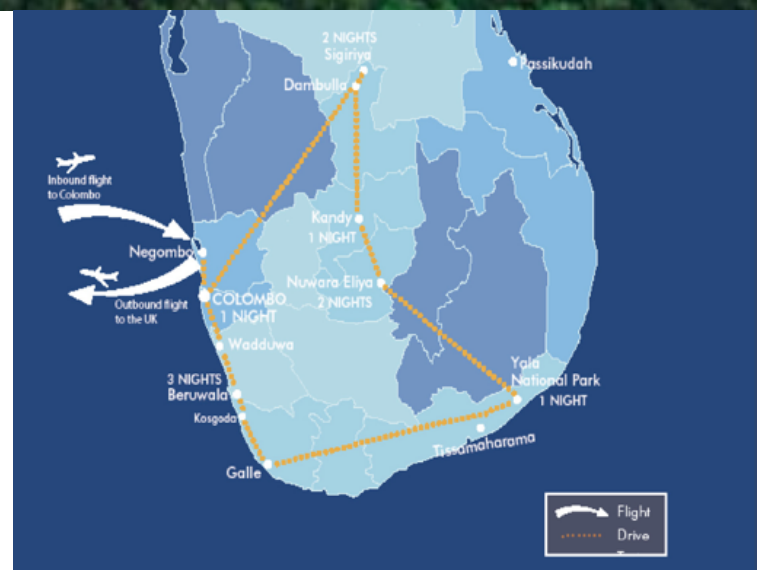 2 NIGHTS
Sigiriya
Passikudah
Dambulla
Inbound flight
to Colombo
Kandy
1 NIGHT
Negombo
Nuwara Eliya
2 NIGHTS
Outbound flight
to the UK
COLOMBO
1 NIGHT
Wadduwa
Yala
National Park
1 NIGHT
3 NIGHTS
Beruwala
Kosgoda
Tissamaharama
Galle
Flight
Drive